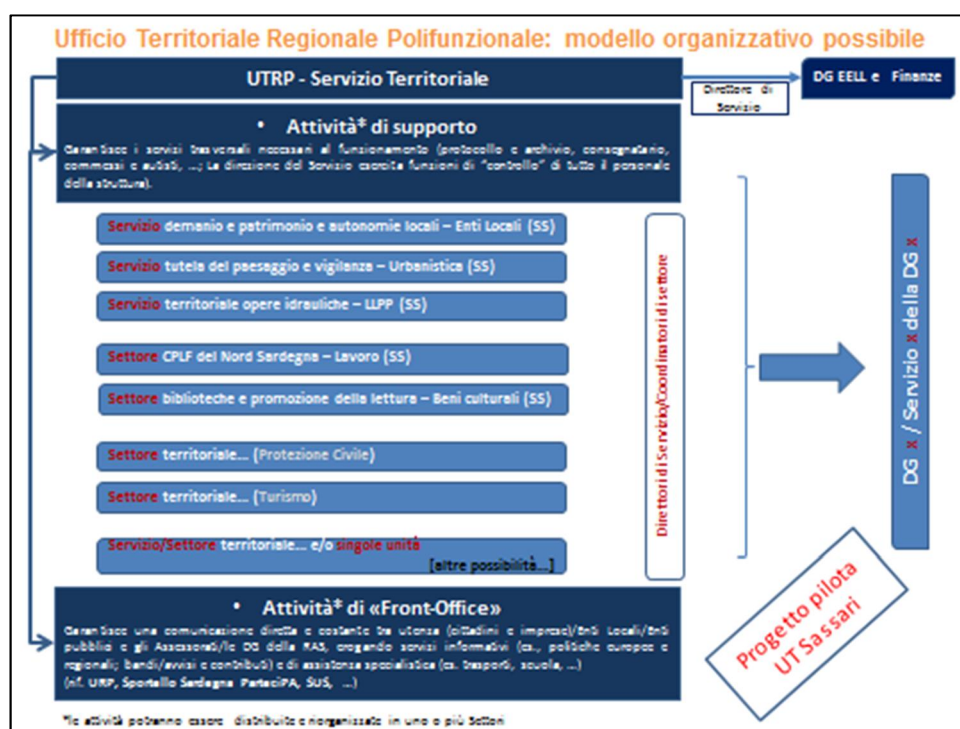 Ufficio Territoriale Regionale Polifunzionale: modello organizzativo possibile
UTRP - Servizio Territoriale
DG EELL e Finanze
Direttore di
Servizio
• Attività* di supporto
Garantisce i servizi trasversali necessari al funzionamento (protocollo e archivio, consegnatario,
commessi e autisti, ...; La direzione del Servizio esercita funzioni di "controllo" di tutto il personale
della struttura).
Servizio demanio e patrimonio e autonomie locali – Enti Locali (SS)
Servizio tutela del paesaggio e vigilanza – Urbanistica (SS)
Servizio territoriale opere idrauliche – LLPP (SS)
Settore CPLF del Nord Sardegna – Lavoro (SS)
Settore biblioteche e promozione della lettura – Beni culturali (SS)
Settore territoriale... (Protezione Civile)
Settore territoriale... (Turismo)
Servizio/Settore territoriale... e/o singole unità
[altre possibilità...]
Direttori di Servizio/Coordinatori di settore
DG x / Servizio x della DG x
• Attività* di «Front-Office»
Garantisce una comunicazione diretta e costante tra utenza (cittadini e imprese)/Enti Locali/Enti
pubblici e gli Assessorati/le DG della RAS, erogando servizi informativi (es., politiche europee e
regionali; bandi/avvisi e contributi) e di assistenza specialistica (es. trasporti, scuola, ...)
(rif. URP, Sportello Sardegna ParteciPA, SUS, ...)
Progetto pilota
UT Sassari
*le attività potranno essere distribuite e riorganizzate in uno o più Settori